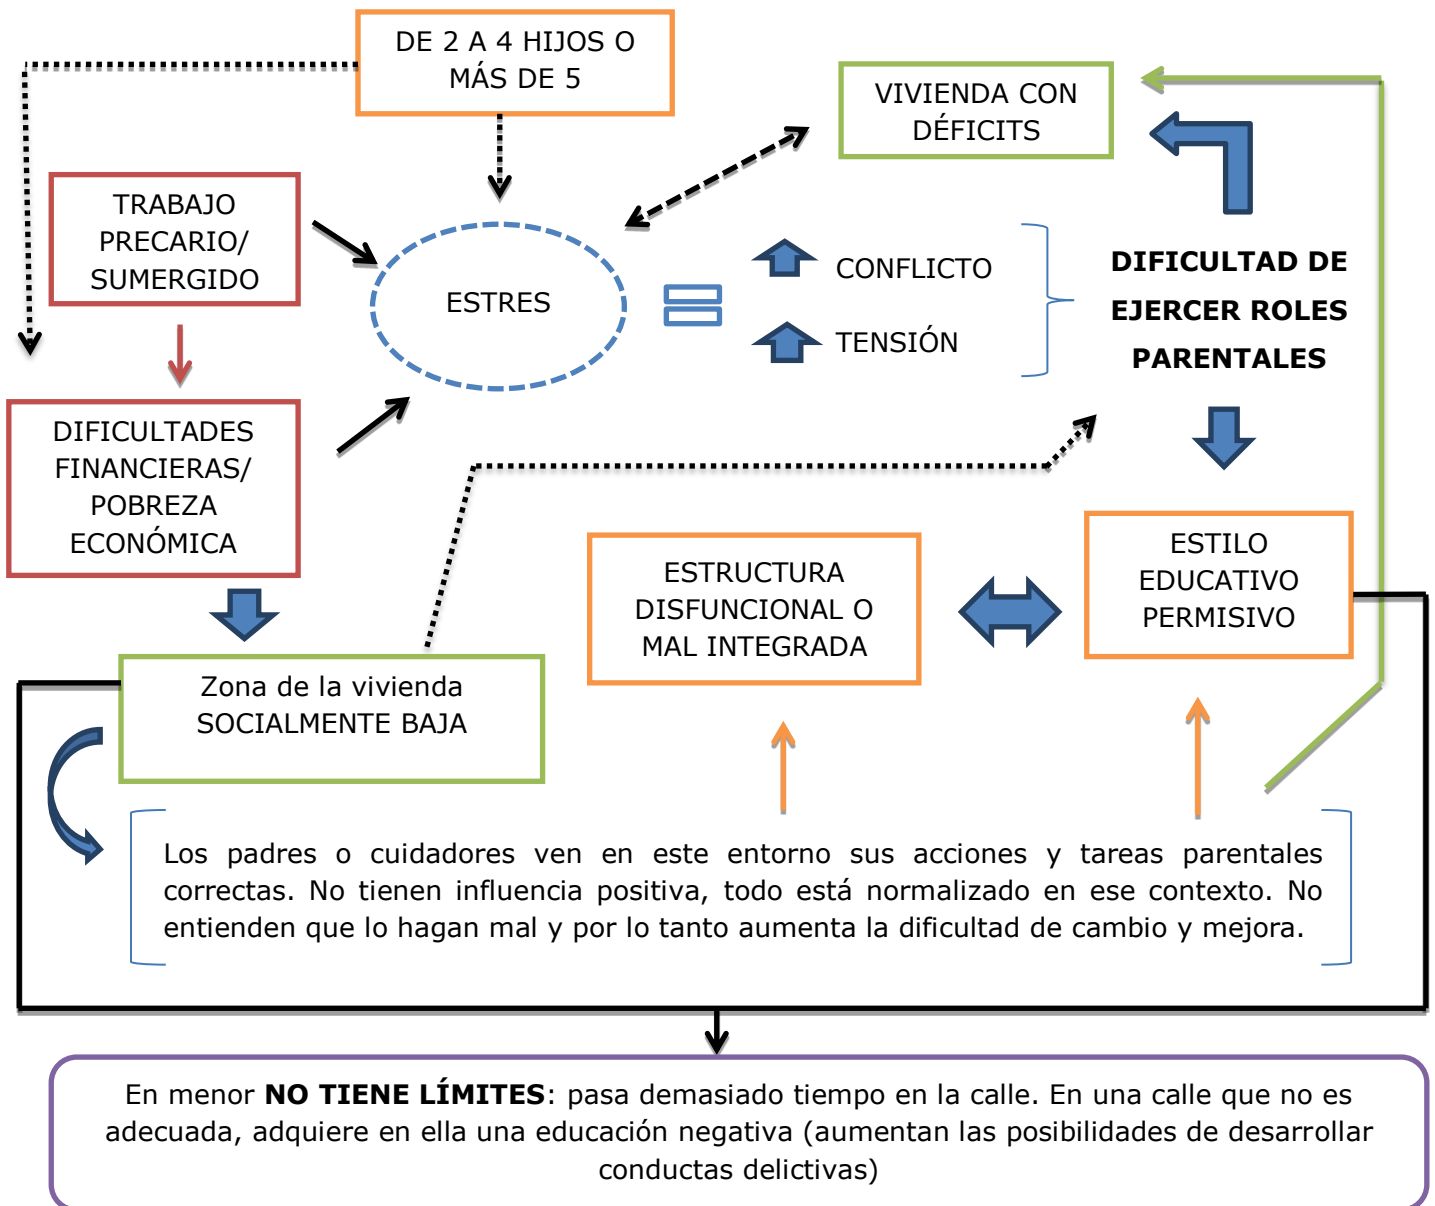 DE 2 A 4 HIJOS O
MÁS DE 5
VIVIENDA CON
DÉFICITS
TRABAJO
PRECARIO/
SUMERGIDO
ESTRES
CONFLICTO
TENSIÓN
DIFICULTAD DE
EJERCER ROLES
PARENTALES
DIFICULTADES
FINANCIERAS/
POBREZA
ECONÓMICA
ESTRUCTURA
DISFUNCIONAL O
MAL INTEGRADA
ESTILO
EDUCATIVO
PERMISIVO
Zona de la vivienda
SOCIALMENTE BAJA
Los padres o cuidadores ven en este entorno sus acciones y tareas parentales
correctas. No tienen influencia positiva, todo está normalizado en ese contexto. No
entienden que lo hagan mal y por lo tanto aumenta la dificultad de cambio y mejora.
En menor NO TIENE LÍMITES: pasa demasiado tiempo en la calle. En una calle que no es
adecuada, adquiere en ella una educación negativa (aumentan las posibilidades de desarrollar
conductas delictivas)